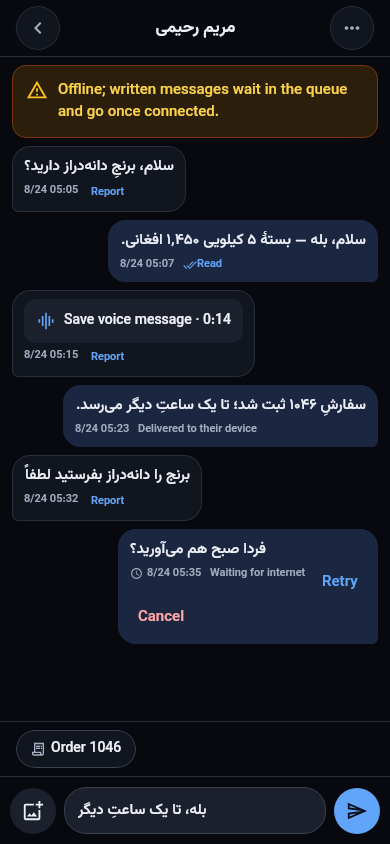 مریم رحیمی
Offline; written messages wait in the queue
and go once connected.
سلام، برنجِ دانه‌دراز دارید؟
8/24 05:05 Report
سلام، بله — بستهٔ ۵ کیلویی ۱,۴۵۰ افغانی.
8/24 05:07 Read
Save voice message · 0:14
8/24 05:15 Report
سفارشِ ۱۰۴۶ ثبت شد؛ تا یک ساعتِ دیگر می‌رسد.
8/24 05:23 Delivered to their device
برنج را دانه‌دراز بفرستید لطفاً
8/24 05:32 Report
فردا صبح هم می‌آورید؟
8/24 05:35 Waiting for internet
Retry
Cancel
Order 1046
بله، تا یک ساعتِ دیگر